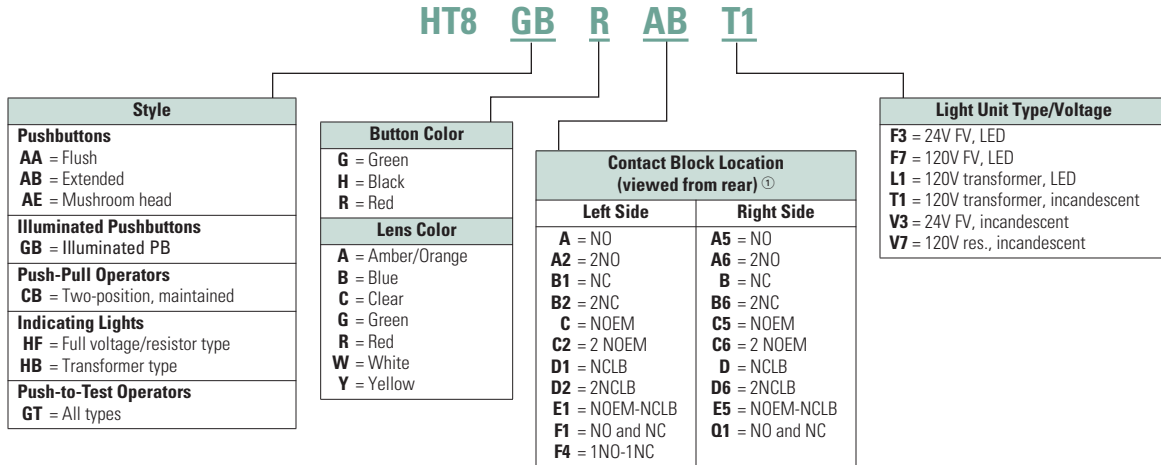 HT8 GB R AB T1
Style
Pushbuttons
AA = Flush
AB = Extended
AE = Mushroom head
Illuminated Pushbuttons
GB = Illuminated PB
Push-Pull Operators
CB = Two-position, maintained
Indicating Lights
HF = Full voltage/resistor type
HB = Transformer type
Push-to-Test Operators
GT = All types
Button Color
G = Green
H = Black
R = Red
Lens Color
A = Amber/Orange
B = Blue
C = Clear
G = Green
R = Red
W = White
Y = Yellow
Contact Block Location
(viewed from rear) ①
Left Side
A = NO
A2 = 2NO
B1 = NC
B2 = 2NC
C = NOEM
C2 = 2 NOEM
D1 = NCLB
D2 = 2NCLB
E1 = NOEM-NCLB
F1 = NO and NC
F4 = 1NO-1NC
Right Side
A5 = NO
A6 = 2NO
B = NC
B6 = 2NC
C5 = NOEM
C6 = 2 NOEM
D = NCLB
D6 = 2NCLB
E5 = NOEM-NCLB
Q1 = NO and NC
Light Unit Type/Voltage
F3 = 24V FV, LED
F7 = 120V FV, LED
L1 = 120V transformer, LED
T1 = 120V transformer, incandescent
V3 = 24V FV, incandescent
V7 = 120V res., incandescent